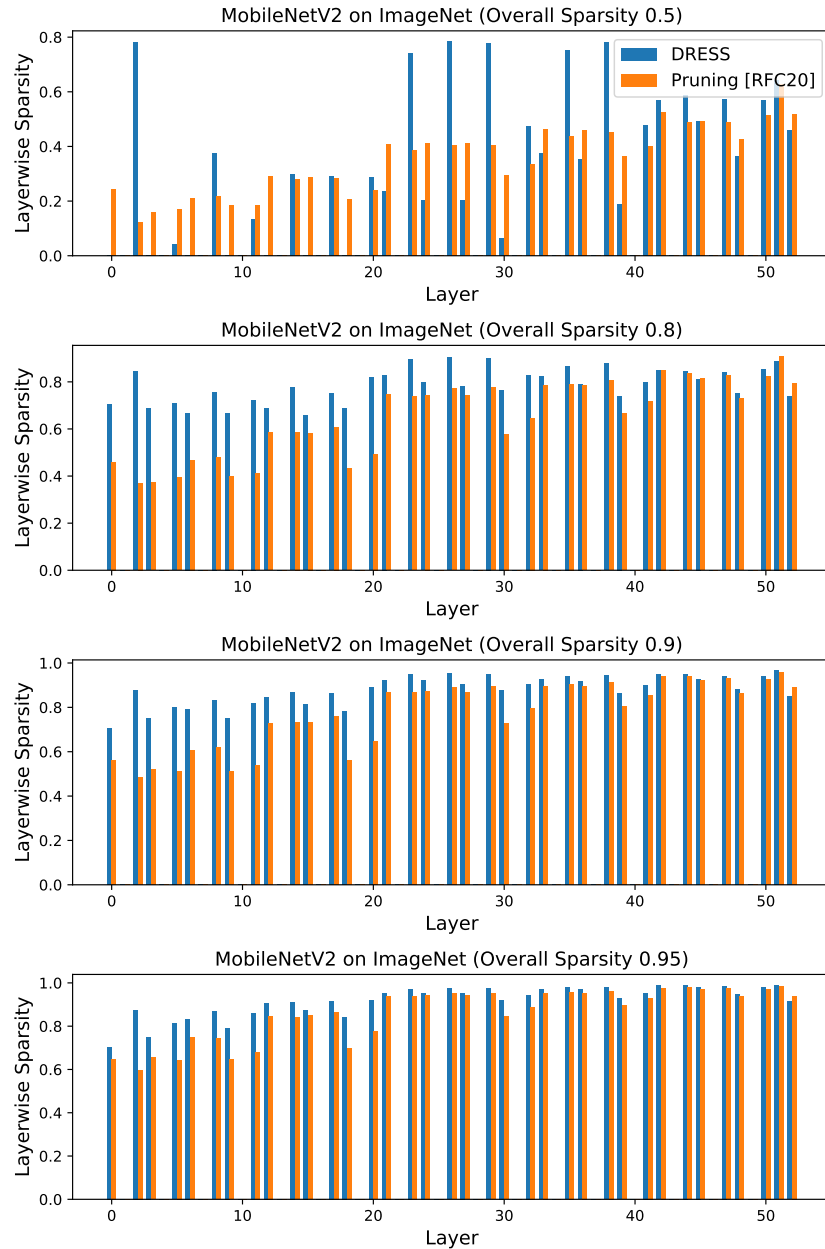 MobileNetV2 on ImageNet (Overall Sparsity 0.5)
0.8
0.6
0.4
0.2
0.0
Layerwise Sparsity
DRESS
Pruning [RFC20]
0 10 20 30 40 50
Layer
MobileNetV2 on ImageNet (Overall Sparsity 0.8)
0.8
0.6
0.4
0.2
0.0
Layerwise Sparsity
0 10 20 30 40 50
Layer
MobileNetV2 on ImageNet (Overall Sparsity 0.9)
1.0
0.8
0.6
0.4
0.2
0.0
Layerwise Sparsity
0 10 20 30 40 50
Layer
MobileNetV2 on ImageNet (Overall Sparsity 0.95)
1.0
0.8
0.6
0.4
0.2
0.0
Layerwise Sparsity
0 10 20 30 40 50
Layer